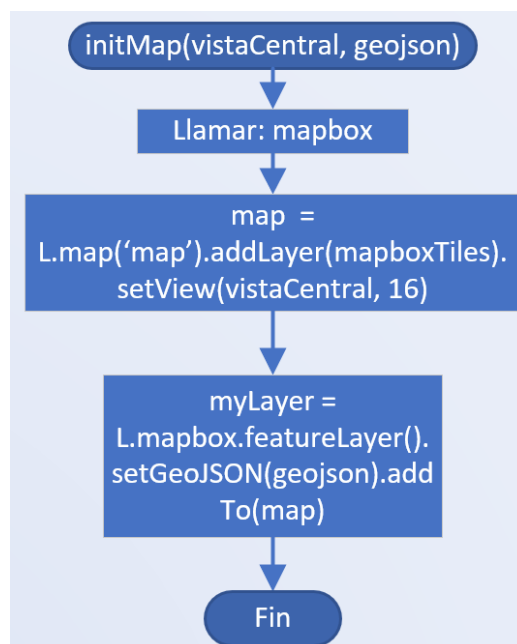 initMap(vistaCentral, geojson)
Llamar: mapbox
map =
L.map(‘map’).addLayer(mapboxTiles).
setView(vistaCentral, 16)
myLayer =
L.mapbox.featureLayer().
setGeoJSON(geojson).add
To(map)
Fin